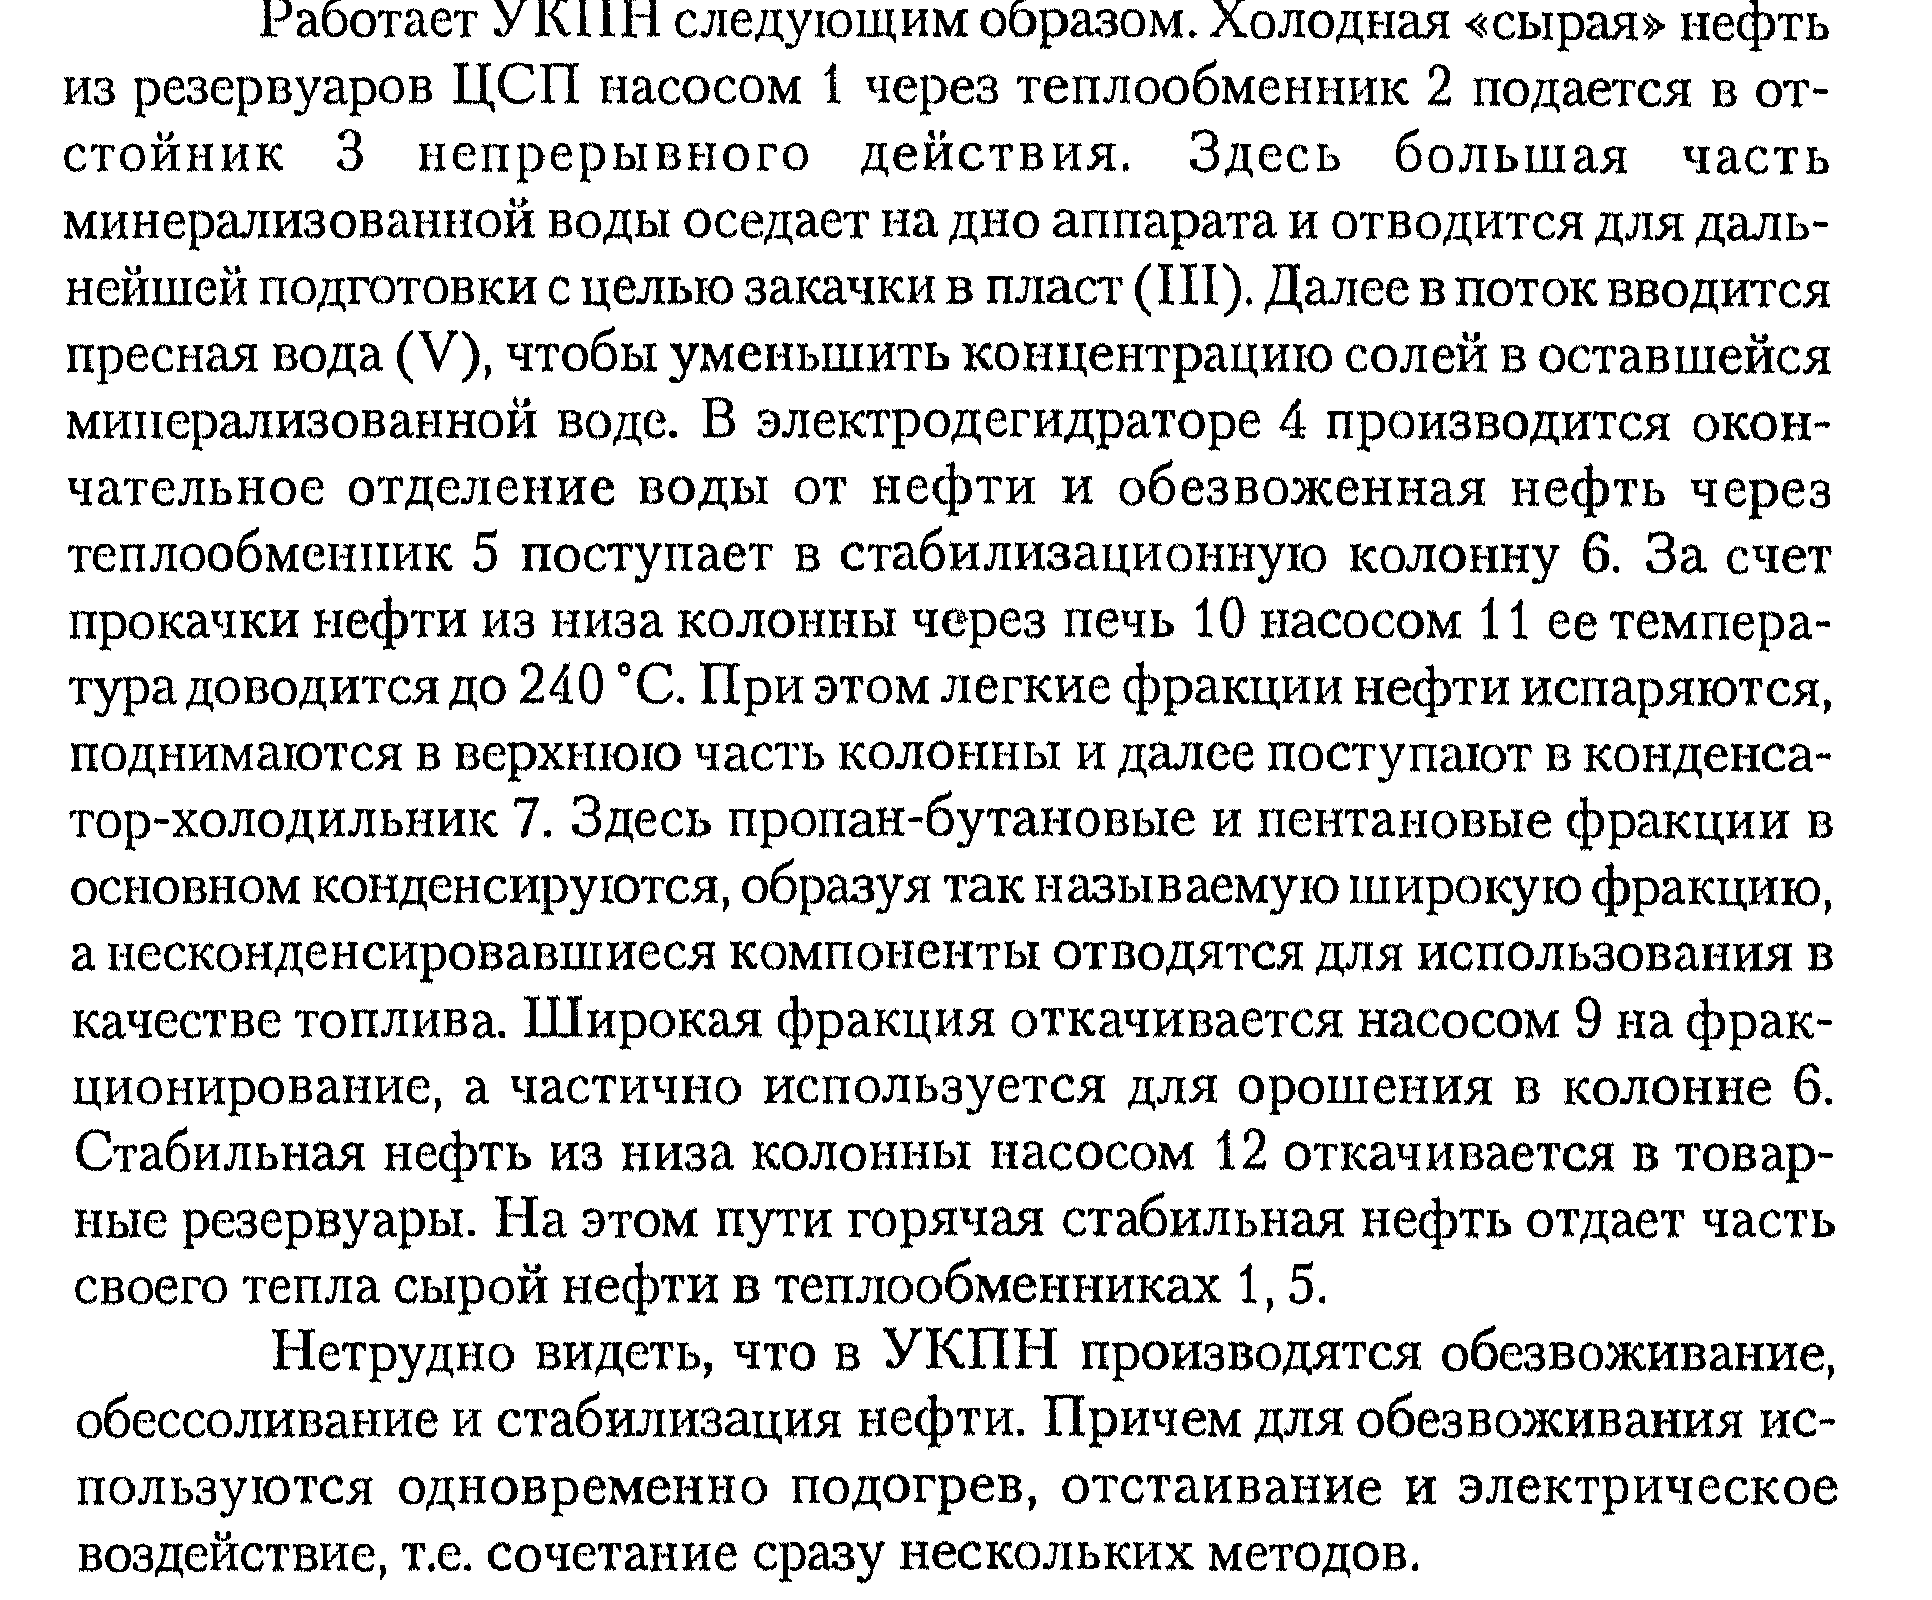 Работает УКПН следующим образом. Холодная «сырая» нефть
из резервуаров ЦСП насосом 1 через теплообменник 2 подается в от-
стойник 3 непрерывного действия. Здесь большая часть
минерализованной воды оседает на дно аппарата и отводится для даль-
нейшей подготовки с целью закачки в пласт (III). Далее в поток вводится
пресная вода (V), чтобы уменьшить концентрацию солей в оставшейся
минерализованной воде. В электродегидраторе 4 производится окон-
чательное отделение воды от нефти и обезвоженная нефть через
теплообменник 5 поступает в стабилизационную колонну 6. За счет
прокачки нефти из низа колонны через печь 10 насосом 11 ее темпера-
тура доводится до 240 °С. При этом легкие фракции нефти испаряются,
поднимаются в верхнюю часть колонны и далее поступают в конденса-
тор-холодильник 7. Здесь пропан-бутановые и пентановые фракции в
основном конденсируются, образуя так называемую широкую фракцию,
а несконденсировавшиеся компоненты отводятся для использования в
качестве топлива. Широкая фракция откачивается насосом 9 на фрак-
ционирование, а частично используется для орошения в колонне 6.
Стабильная нефть из низа колонны насосом 12 откачивается в товар-
ные резервуары. На этом пути горячая стабильная нефть отдает часть
своего тепла сырой нефти в теплообменниках 1, 5.
Нетрудно видеть, что в УКПН производятся обезвоживание,
обессоливание и стабилизация нефти. Причем для обезвоживания ис-
пользуются одновременно подогрев, отстаивание и электрическое
воздействие, т.е. сочетание сразу нескольких методов.